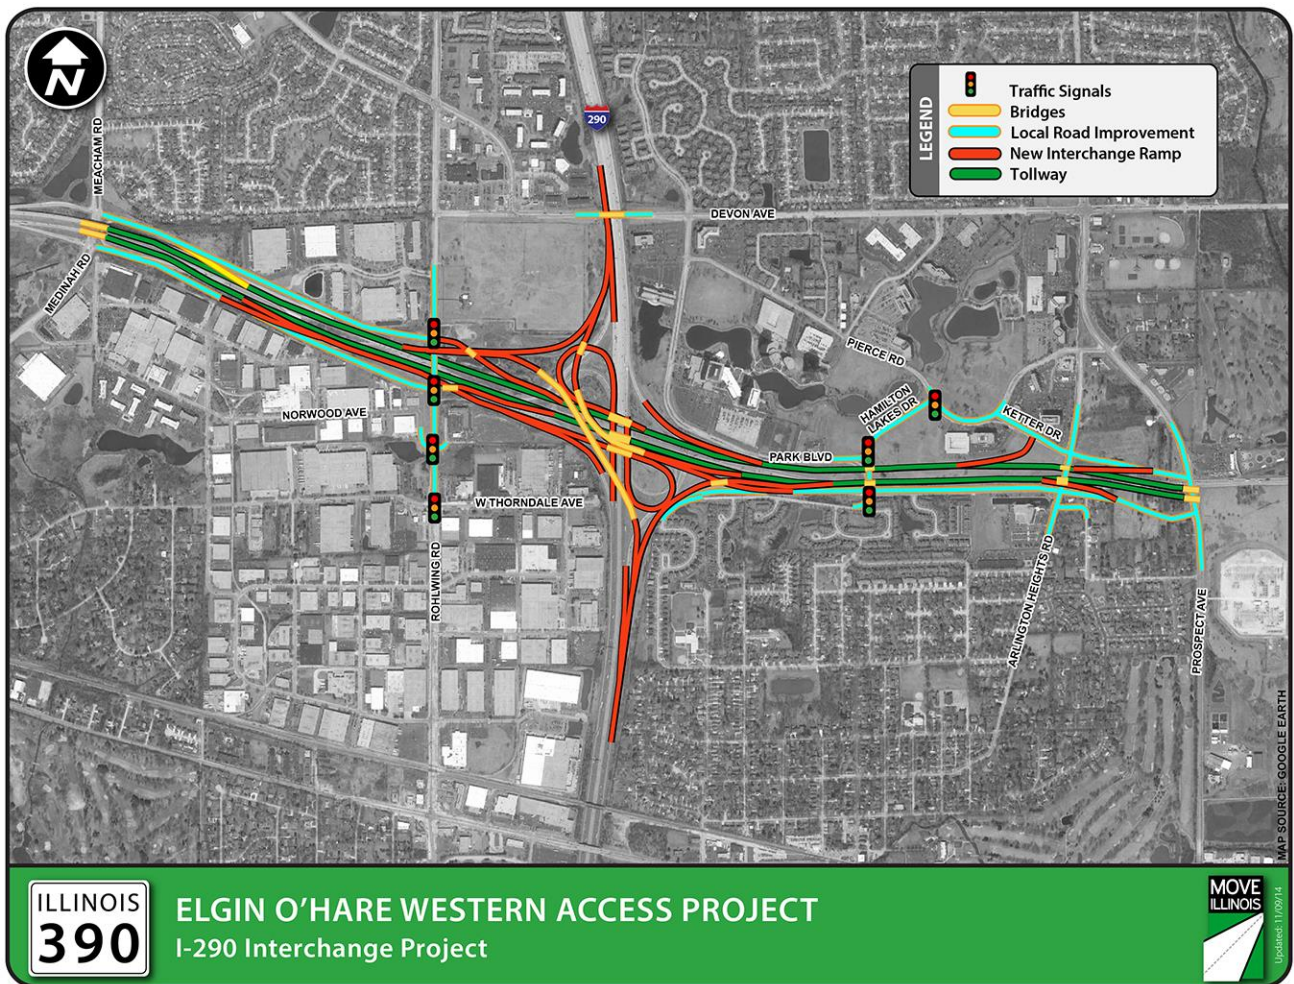 N
MEACHAM RD
290
LEGEND
Traffic Signals
Bridges
Local Road Improvement
New Interchange Ramp
Tollway
DEVON AVE
MEDINAH RD
PIERCE RD
HAMILTON
LAKES DR
NORWOOD AVE
KETTER DR
PARK BLVD
W THORNDALE AVE
ROHLWING RD
ARLINGTON HEIGHTS RD
PROSPECT AVE
MAP SOURCE: GOOGLE EARTH
ILLINOIS
390
ELGIN O'HARE WESTERN ACCESS PROJECT
I-290 Interchange Project
MOVE
ILLINOIS
Updated: 11/09/14